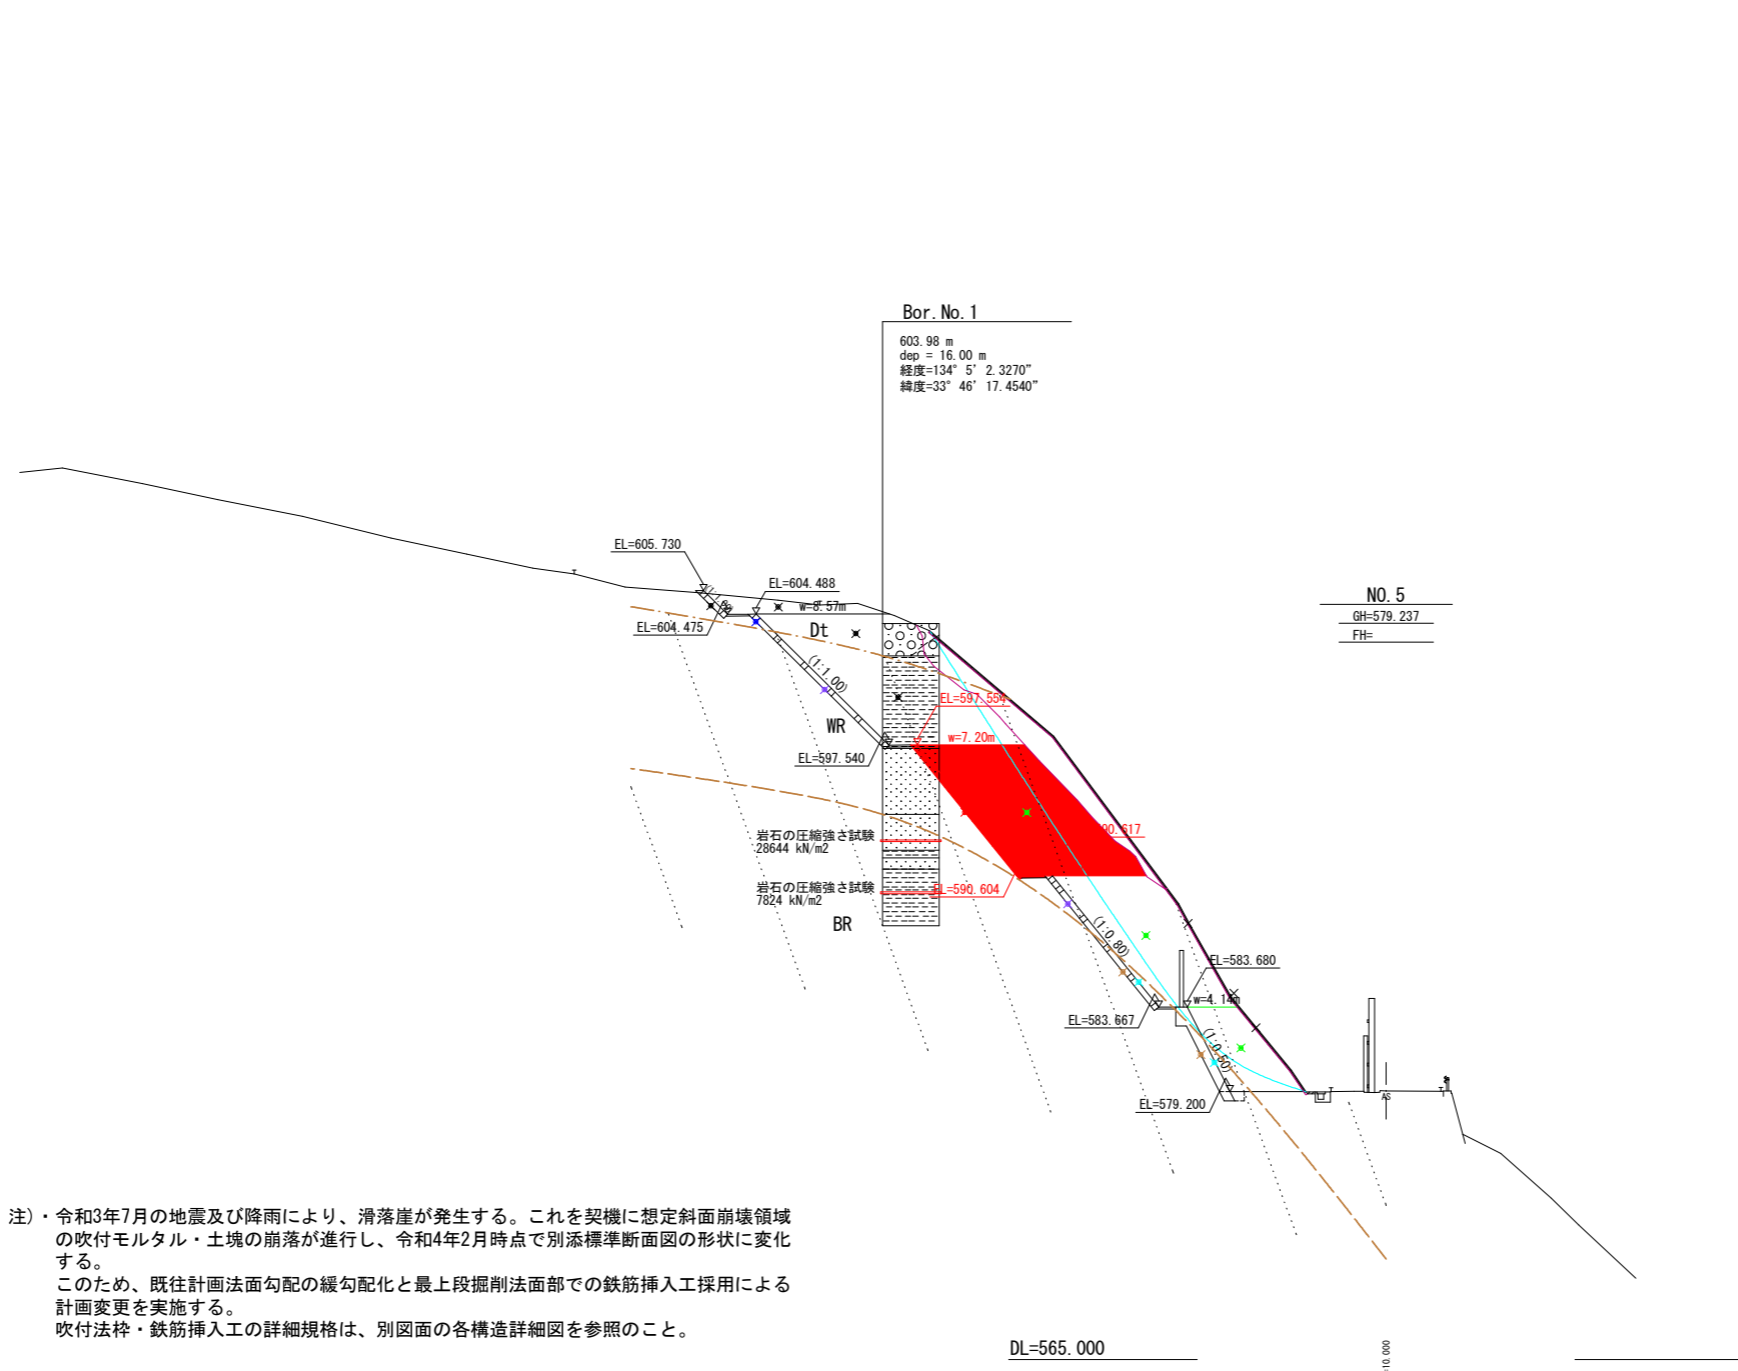 Bor.No.1
603.98 m
dep = 16.00 m
経度=134° 5’ 2.3270”
緯度=33° 46’ 17.4540”
EL=605.730
EL=604.488
w=8.57m
EL=604.475
Dt
NO.5
GH=579.237
FH=
(1:1.00)
EL=597.554
WR
w=7.20m
EL=597.540
岩石の圧縮強さ試験
28644 kN/m2
岩石の圧縮強さ試験
7824 kN/m2
EL=590.604
BR
(1:0.80)
EL=583.680
w=4.14m
EL=583.667
(1:0.50)
EL=579.200
AS
注)・令和3年7月の地震及び降雨により、滑落崖が発生する。これを契機に想定斜面崩壊領域
の吹付モルタル・土塊の崩落が進行し、令和4年2月時点で別添標準断面図の形状に変化
する。
このため、既往計画法面勾配の緩勾配化と最上段掘削法面部での鉄筋挿入工採用による
計画変更を実施する。
吹付法枠・鉄筋挿入工の詳細規格は、別図面の各構造詳細図を参照のこと。
DL=565.000